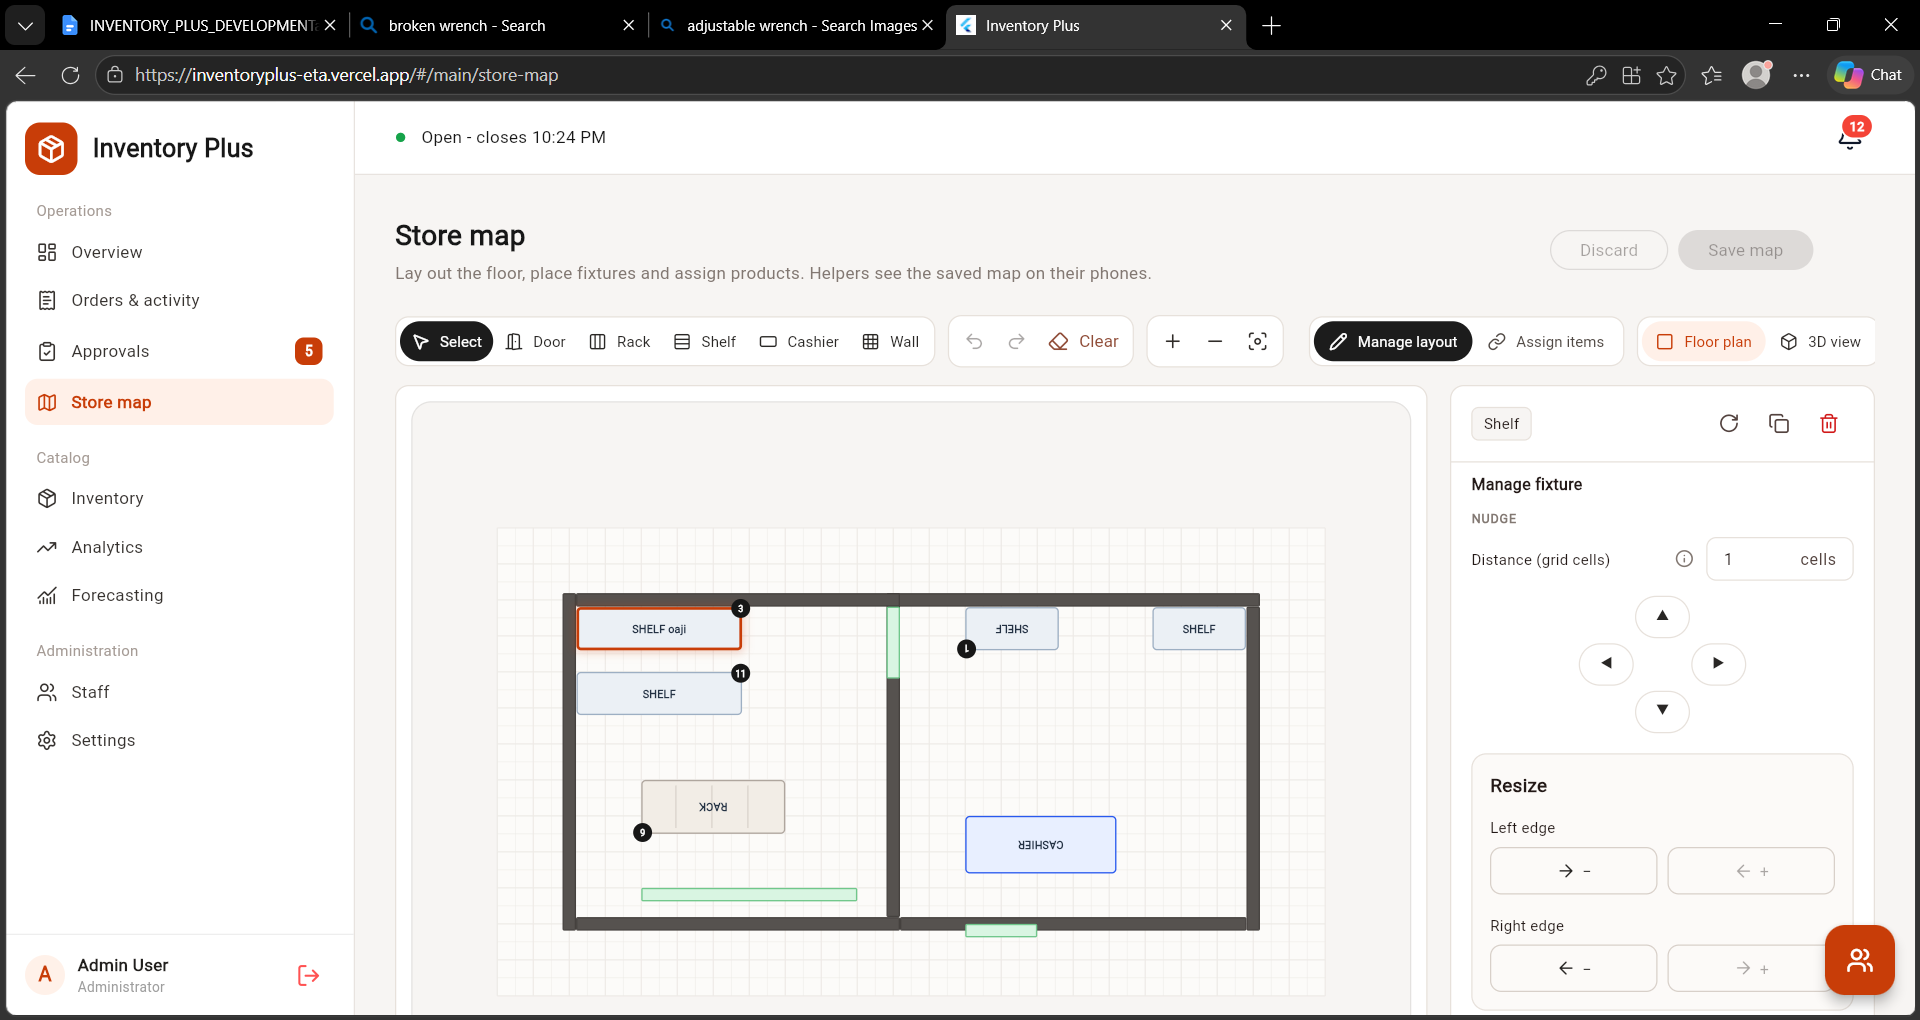 INVENTORY_PLUS_DEVELOPMENT
broken wrench - Search
adjustable wrench - Search Images
Inventory Plus
https://inventoryplus-eta.vercel.app/#/main/store-map
Chat
Inventory Plus
Open - closes 10:24 PM
12
Operations
Overview
Orders & activity
Approvals
5
Store map
Catalog
Inventory
Analytics
Forecasting
Administration
Staff
Settings
A
Admin User
Administrator
Store map
Lay out the floor, place fixtures and assign products. Helpers see the saved map on their phones.
Discard
Save map
Select
Door
Rack
Shelf
Cashier
Wall
Clear
Manage layout
Assign items
Floor plan
3D view
SHELF oaji
3
SHELF
1
SHELF
SHELF
11
RACK
9
CASHIER
Shelf
Manage fixture
NUDGE
Distance (grid cells)
1 cells
Resize
Left edge
→ −
← +
Right edge
← −
→ +